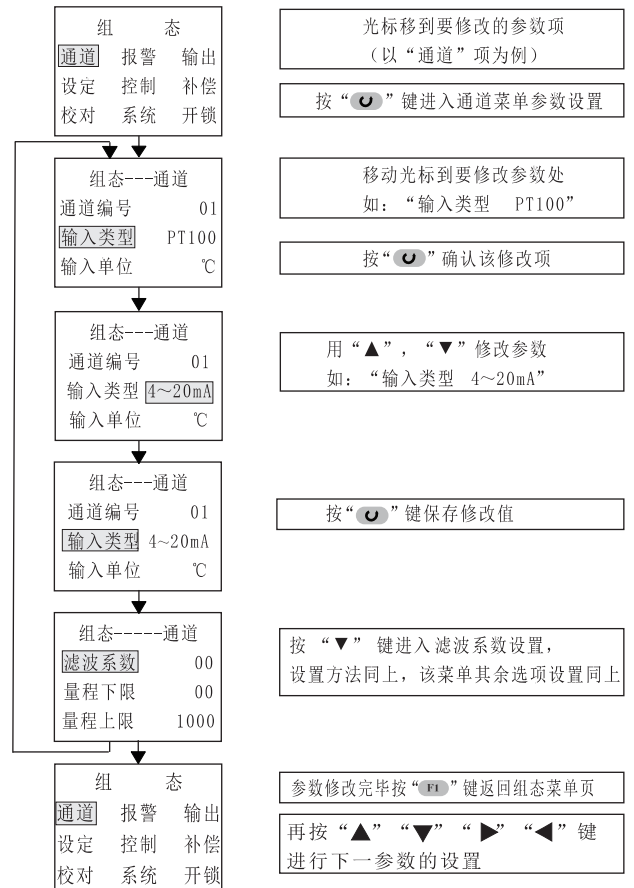 组 态
通道 报警 输出
设定 控制 补偿
校对 系统 开锁
光标移到要修改的参数项
（以“通道”项为例）
按“ ”键进入通道菜单参数设置
组态---通道
通道编号 01
输入类型 PT100
输入单位 ℃
移动光标到要修改参数处
如：“输入类型 PT100”
按“ ”确认该修改项
组态---通道
通道编号 01
输入类型 4～20mA
输入单位 ℃
用“▲”，“▼”修改参数
如：“输入类型 4～20mA”
组态---通道
通道编号 01
输入类型 4～20mA
输入单位 ℃
按“ ”键保存修改值
组态-----通道
滤波系数 00
量程下限 00
量程上限 1000
按 “▼” 键进入滤波系数设置，
设置方法同上，该菜单其余选项设置同上
组 态
通道 报警 输出
设定 控制 补偿
校对 系统 开锁
参数修改完毕按“F1”键返回组态菜单页
再按“▲”“▼”“▶”“◀”键
进行下一参数的设置